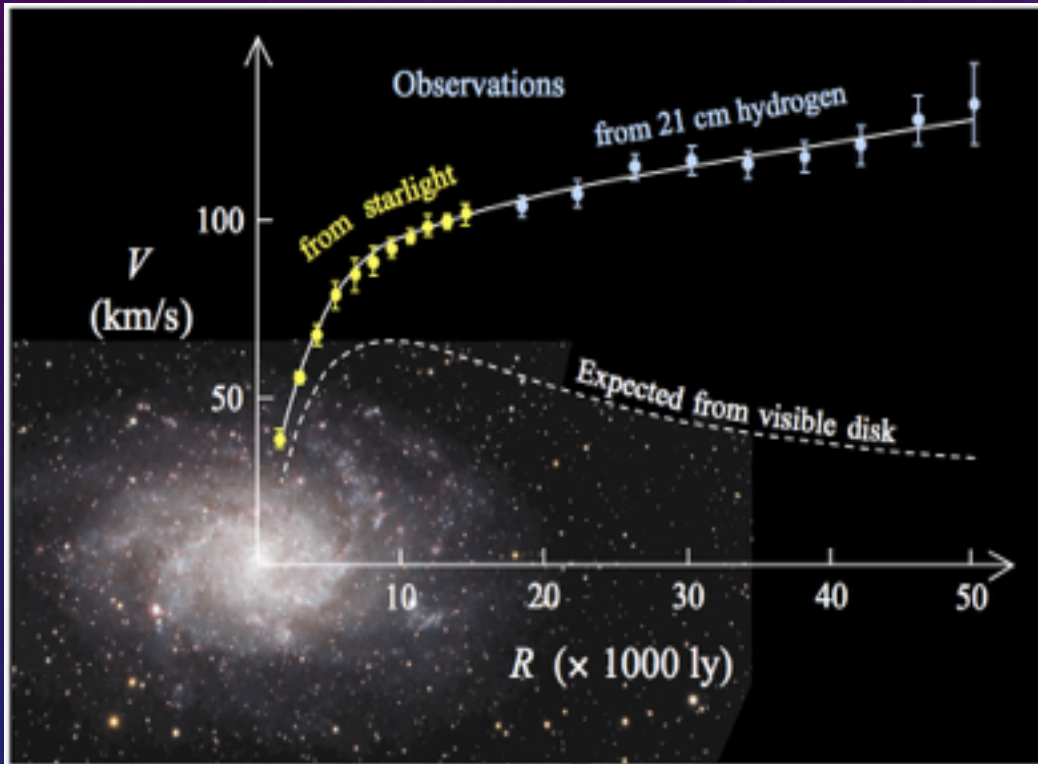 Observations
from 21 cm hydrogen
from starlight
100
V
(km/s)
50
Expected from visible disk
10 20 30 40 50
R (× 1000 ly)